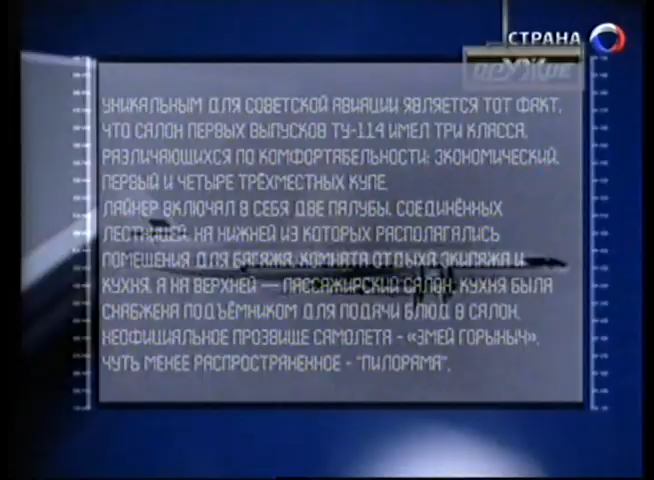 СТРАНА
ОРУЖИЕ
УНИКАЛЬНЫМ ДЛЯ СОВЕТСКОЙ АВИАЦИИ ЯВЛЯЕТСЯ ТОТ ФАКТ,
ЧТО САЛОН ПЕРВЫХ ВЫПУСКОВ ТУ-114 ИМЕЛ ТРИ КЛАССА,
РАЗЛИЧАЮЩИХСЯ ПО КОМФОРТАБЕЛЬНОСТИ: ЭКОНОМИЧЕСКИЙ,
ПЕРВЫЙ И ЧЕТЫРЕ ТРЁХМЕСТНЫХ КУПЕ.
ЛАЙНЕР ВКЛЮЧАЛ В СЕБЯ ДВЕ ПАЛУБЫ, СОЕДИНЁННЫХ
ЛЕСТНИЦЕЙ, НА НИЖНЕЙ ИЗ КОТОРЫХ РАСПОЛАГАЛИСЬ
ПОМЕЩЕНИЯ ДЛЯ БАГАЖА, КОМНАТА ОТДЫХА ЭКИПАЖА И
КУХНЯ, А НА ВЕРХНЕЙ — ПАССАЖИРСКИЙ САЛОН. КУХНЯ БЫЛА
СНАБЖЕНА ПОДЪЁМНИКОМ ДЛЯ ПОДАЧИ БЛЮД В САЛОН.
НЕОФИЦИАЛЬНОЕ ПРОЗВИЩЕ САМОЛЕТА - «ЗМЕЙ ГОРЫНЫЧ»,
ЧУТЬ МЕНЕЕ РАСПРОСТРАНЕННОЕ - "ПИЛОРАМА".